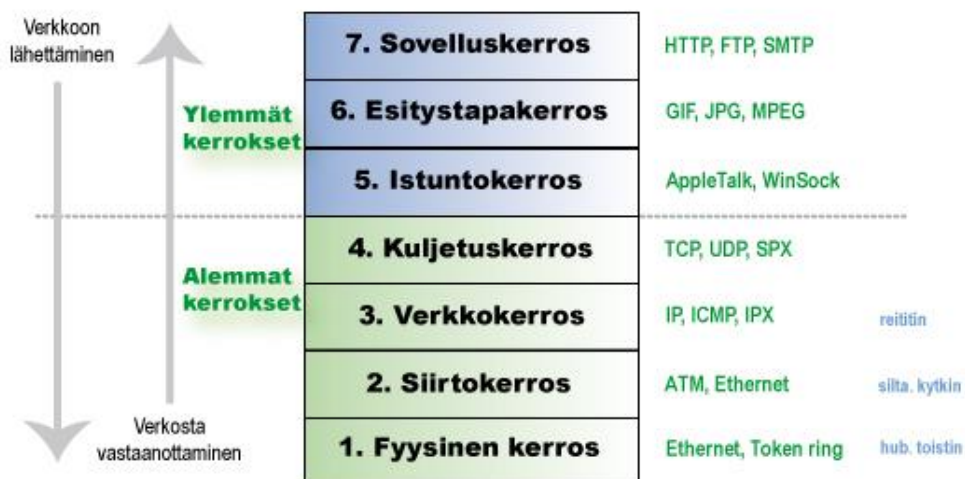 Verkkoon
lähettäminen
7. Sovelluskerros
HTTP, FTP, SMTP
Ylemmät
kerrokset
6. Esitystapakerros
GIF, JPG, MPEG
5. Istuntokerros
AppleTalk, WinSock
4. Kuljetuskerros
TCP, UDP, SPX
Alemmat
kerrokset
3. Verkkokerros
IP, ICMP, IPX
reititin
2. Siirtokerros
ATM, Ethernet
silta. kytkin
Verkosta
vastaanottaminen
1. Fyysinen kerros
Ethernet, Token ring
hub. toistin